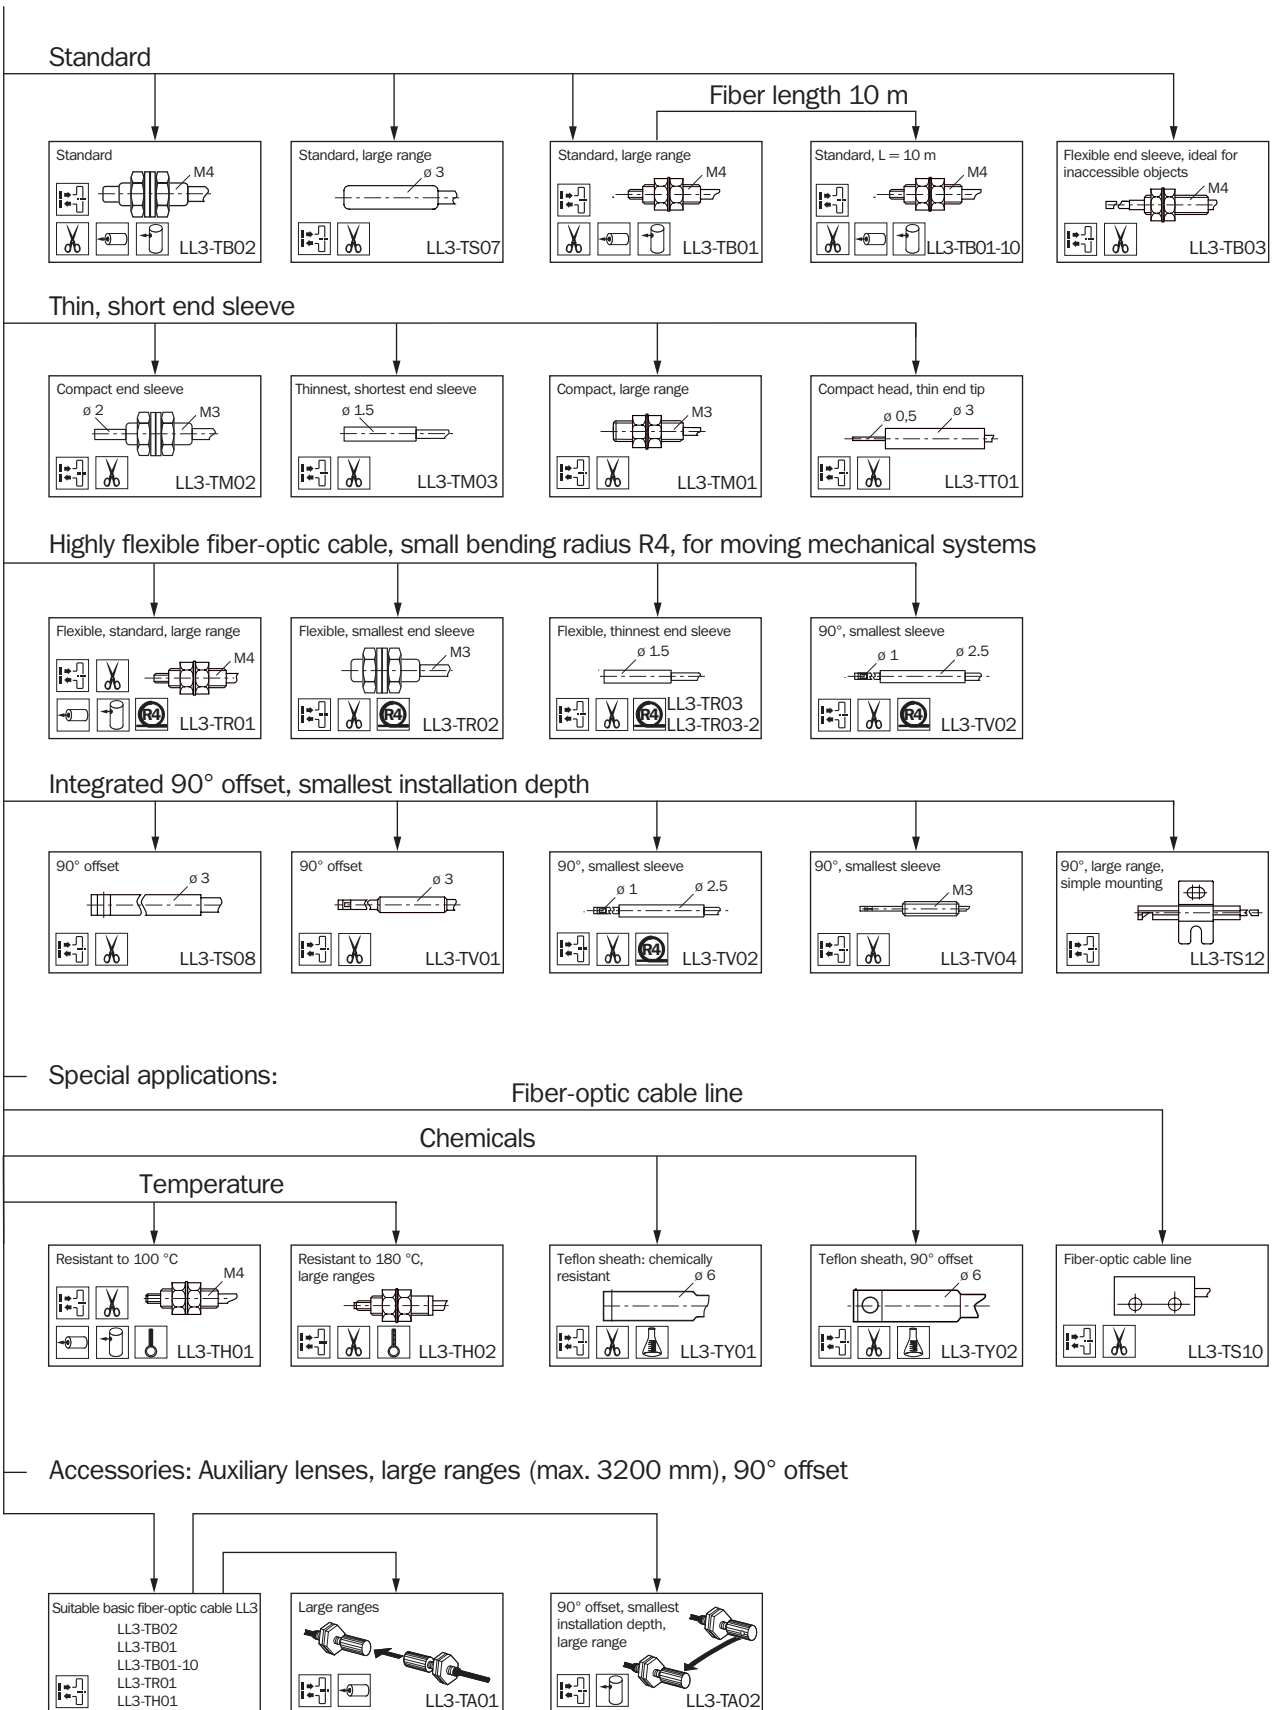 Standard
Fiber length 10 m
Standard
M4
LL3-TB02
Standard, large range
ø 3
LL3-TS07
Standard, large range
M4
LL3-TB01
Standard, L = 10 m
M4
LL3-TB01-10
Flexible end sleeve, ideal for
inaccessible objects
M4
LL3-TB03
Thin, short end sleeve
Compact end sleeve
ø 2
M3
LL3-TM02
Thinnest, shortest end sleeve
ø 1.5
LL3-TM03
Compact, large range
M3
LL3-TM01
Compact head, thin end tip
ø 0,5
ø 3
LL3-TT01
Highly flexible fiber-optic cable, small bending radius R4, for moving mechanical systems
Flexible, standard, large range
M4
R4
LL3-TR01
Flexible, smallest end sleeve
M3
R4
LL3-TR02
Flexible, thinnest end sleeve
ø 1.5
R4
LL3-TR03
LL3-TR03-2
90°, smallest sleeve
ø 1
ø 2.5
R4
LL3-TV02
Integrated 90° offset, smallest installation depth
90° offset
ø 3
LL3-TS08
90° offset
ø 3
LL3-TV01
90°, smallest sleeve
ø 1
ø 2.5
R4
LL3-TV02
90°, smallest sleeve
M3
LL3-TV04
90°, large range,
simple mounting
LL3-TS12
Special applications:
Fiber-optic cable line
Chemicals
Temperature
Resistant to 100 °C
M4
LL3-TH01
Resistant to 180 °C,
large ranges
LL3-TH02
Teflon sheath: chemically
resistant
ø 6
LL3-TY01
Teflon sheath, 90° offset
ø 6
LL3-TY02
Fiber-optic cable line
LL3-TS10
Accessories: Auxiliary lenses, large ranges (max. 3200 mm), 90° offset
Suitable basic fiber-optic cable LL3
LL3-TB02
LL3-TB01
LL3-TB01-10
LL3-TR01
LL3-TH01
Large ranges
LL3-TA01
90° offset, smallest
installation depth,
large range
LL3-TA02